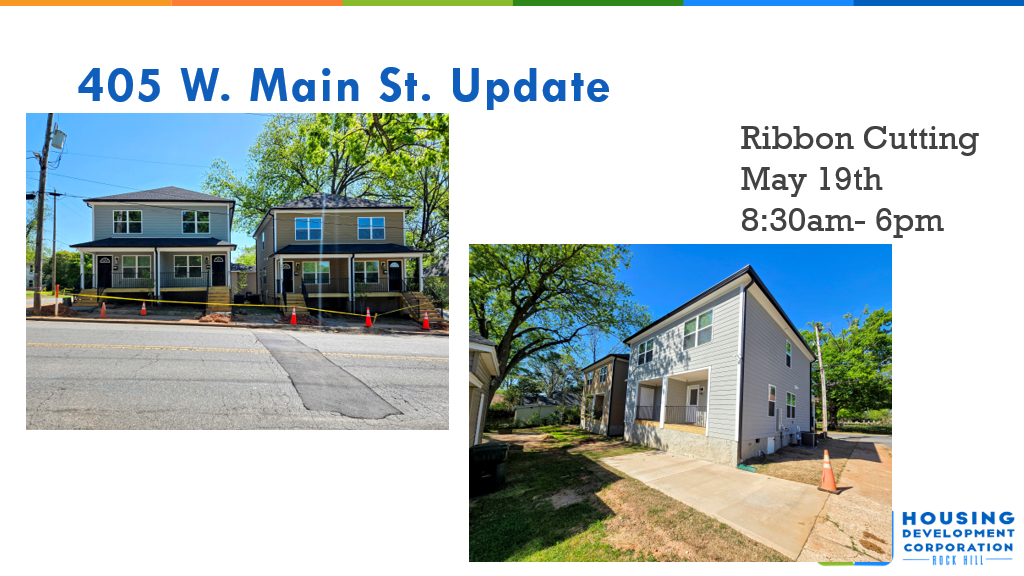 405 W. Main St. Update
Ribbon Cutting
May 19th
8:30am- 6pm
HOUSING
DEVELOPMENT
CORPORATION
ROCK HILL